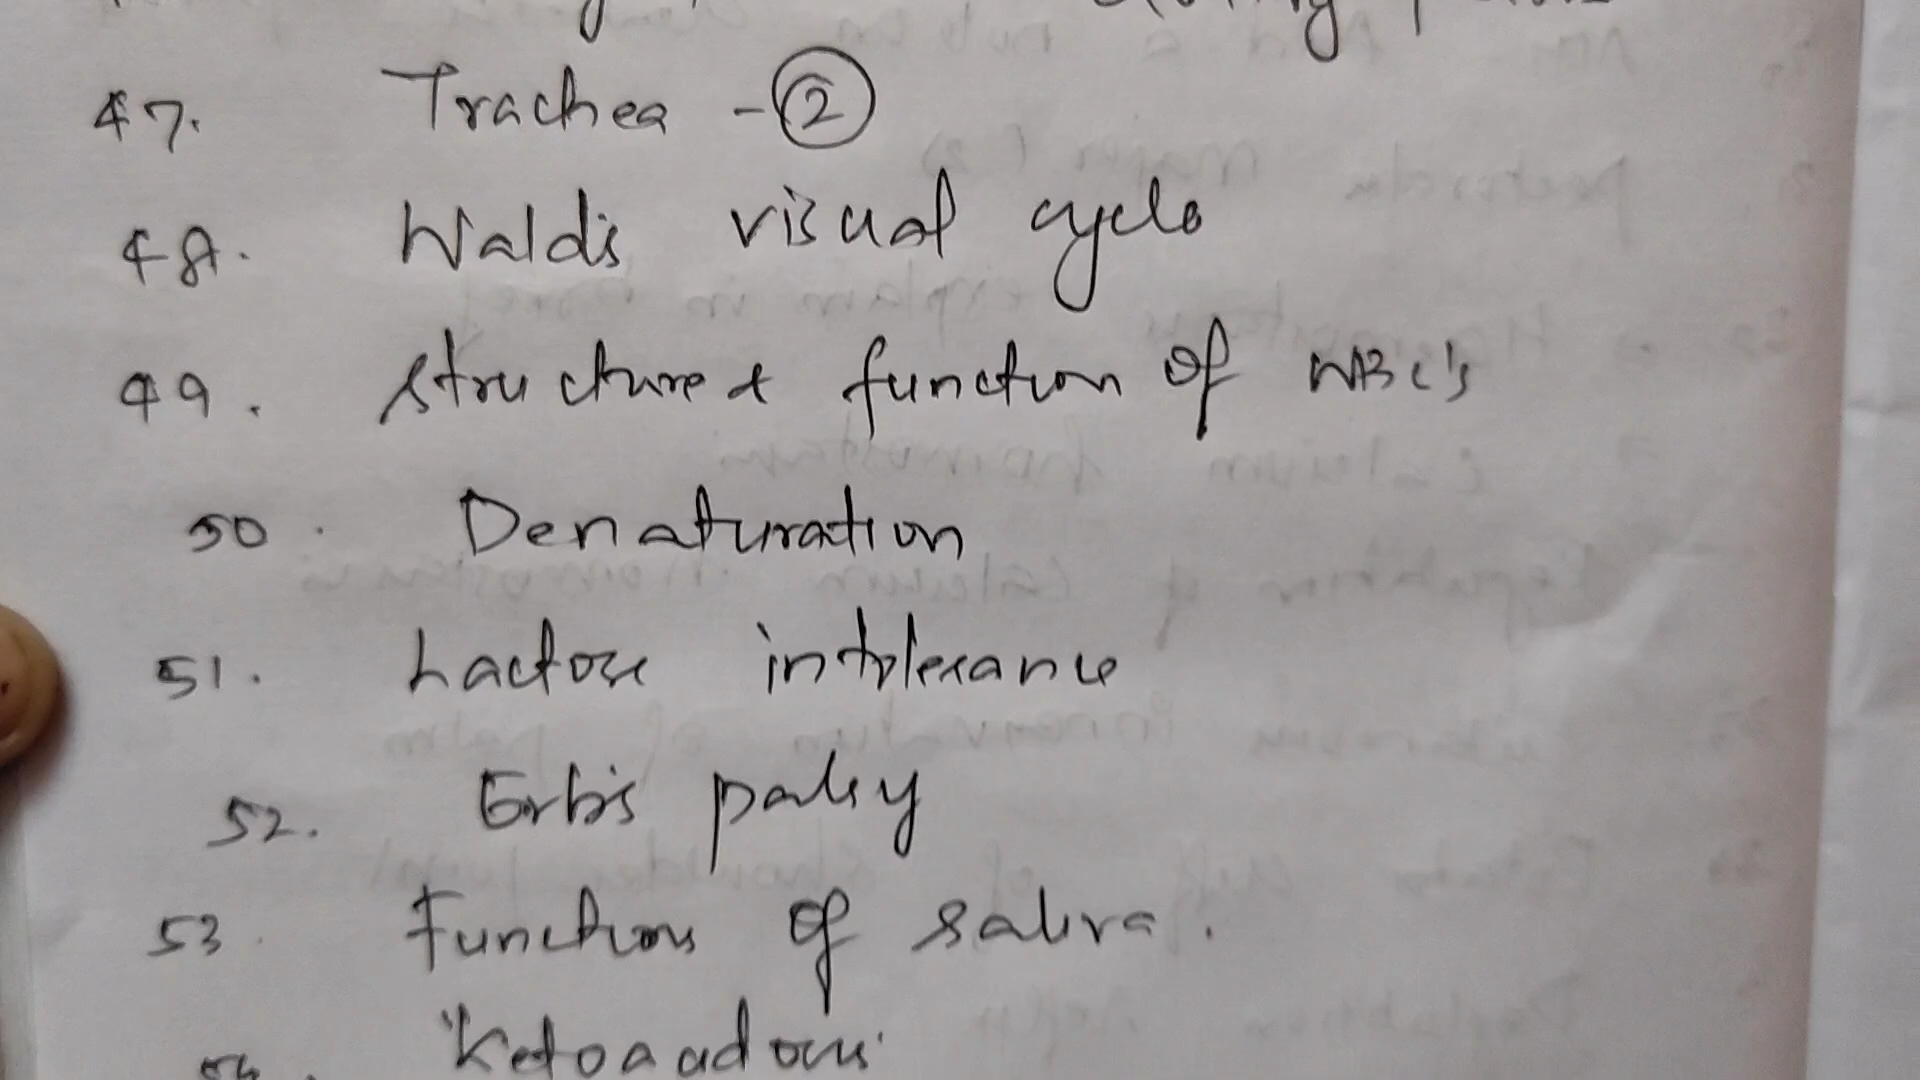 47. Trachea - 2
48. Wald's visual cycle
49. structure & function of WBC's
50. Denaturation
51. Lactose intolerance
52. Erb's palsy
53. Functions of saliva.
54. Ketoacidosis